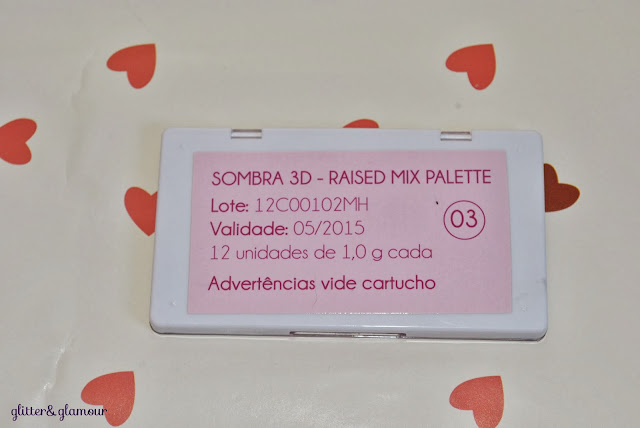 SOMBRA 3D - RAISED MIX PALETTE
Lote: 12C00102MH
Validade: 05/2015
03
12 unidades de 1,0 g cada
Advertências vide cartucho
glitter&glamour